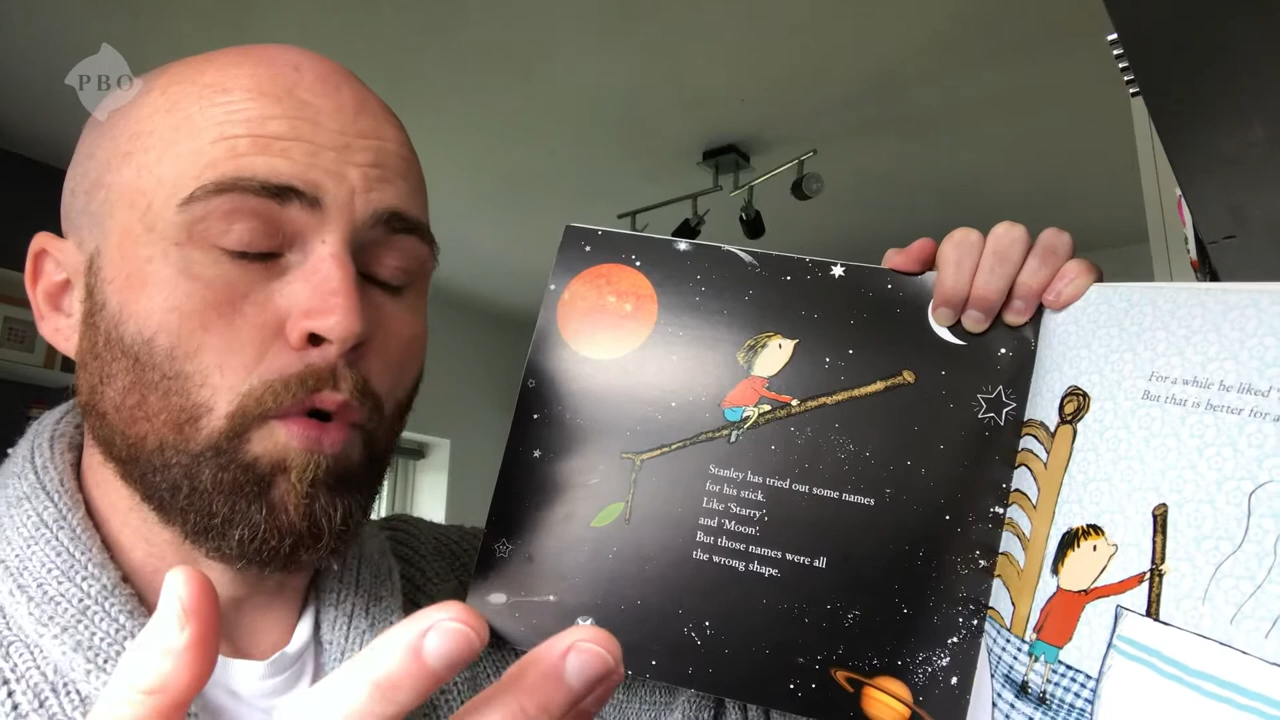 PBO
Stanley has tried out some names
for his stick.
Like ‘Starry’,
and ‘Moon’.
But those names were all
the wrong shape.
For a while he liked
But that is better for a